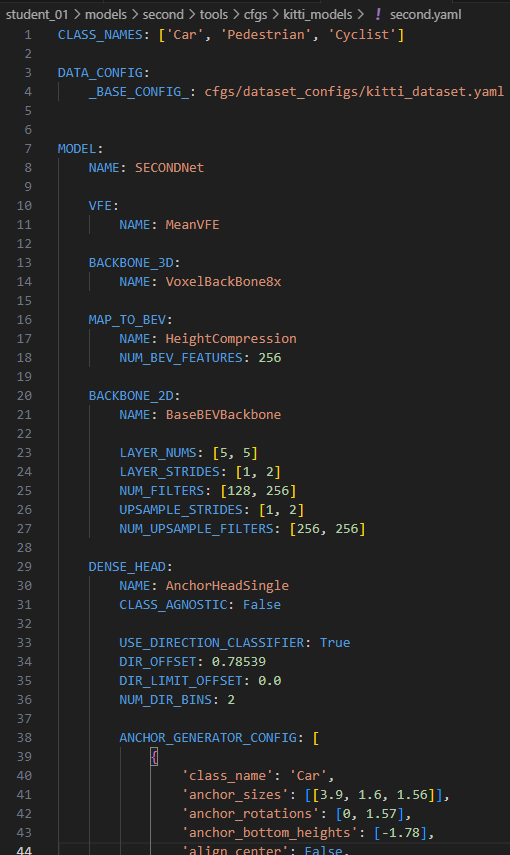 student_01 > models > second > tools > cfgs > kitti_models > ! second.yaml
1 CLASS_NAMES: ['Car', 'Pedestrian', 'Cyclist']
2
3 DATA_CONFIG:
4     _BASE_CONFIG_: cfgs/dataset_configs/kitti_dataset.yaml
5
6
7 MODEL:
8     NAME: SECONDNet
9
10     VFE:
11         NAME: MeanVFE
12
13     BACKBONE_3D:
14         NAME: VoxelBackBone8x
15
16     MAP_TO_BEV:
17         NAME: HeightCompression
18         NUM_BEV_FEATURES: 256
19
20     BACKBONE_2D:
21         NAME: BaseBEVBackbone
22
23         LAYER_NUMS: [5, 5]
24         LAYER_STRIDES: [1, 2]
25         NUM_FILTERS: [128, 256]
26         UPSAMPLE_STRIDES: [1, 2]
27         NUM_UPSAMPLE_FILTERS: [256, 256]
28
29     DENSE_HEAD:
30         NAME: AnchorHeadSingle
31         CLASS_AGNOSTIC: False
32
33         USE_DIRECTION_CLASSIFIER: True
34         DIR_OFFSET: 0.78539
35         DIR_LIMIT_OFFSET: 0.0
36         NUM_DIR_BINS: 2
37
38         ANCHOR_GENERATOR_CONFIG: [
39             {
40                 'class_name': 'Car',
41                 'anchor_sizes': [[3.9, 1.6, 1.56]],
42                 'anchor_rotations': [0, 1.57],
43                 'anchor_bottom_heights': [-1.78],
44                 'align_center': False,